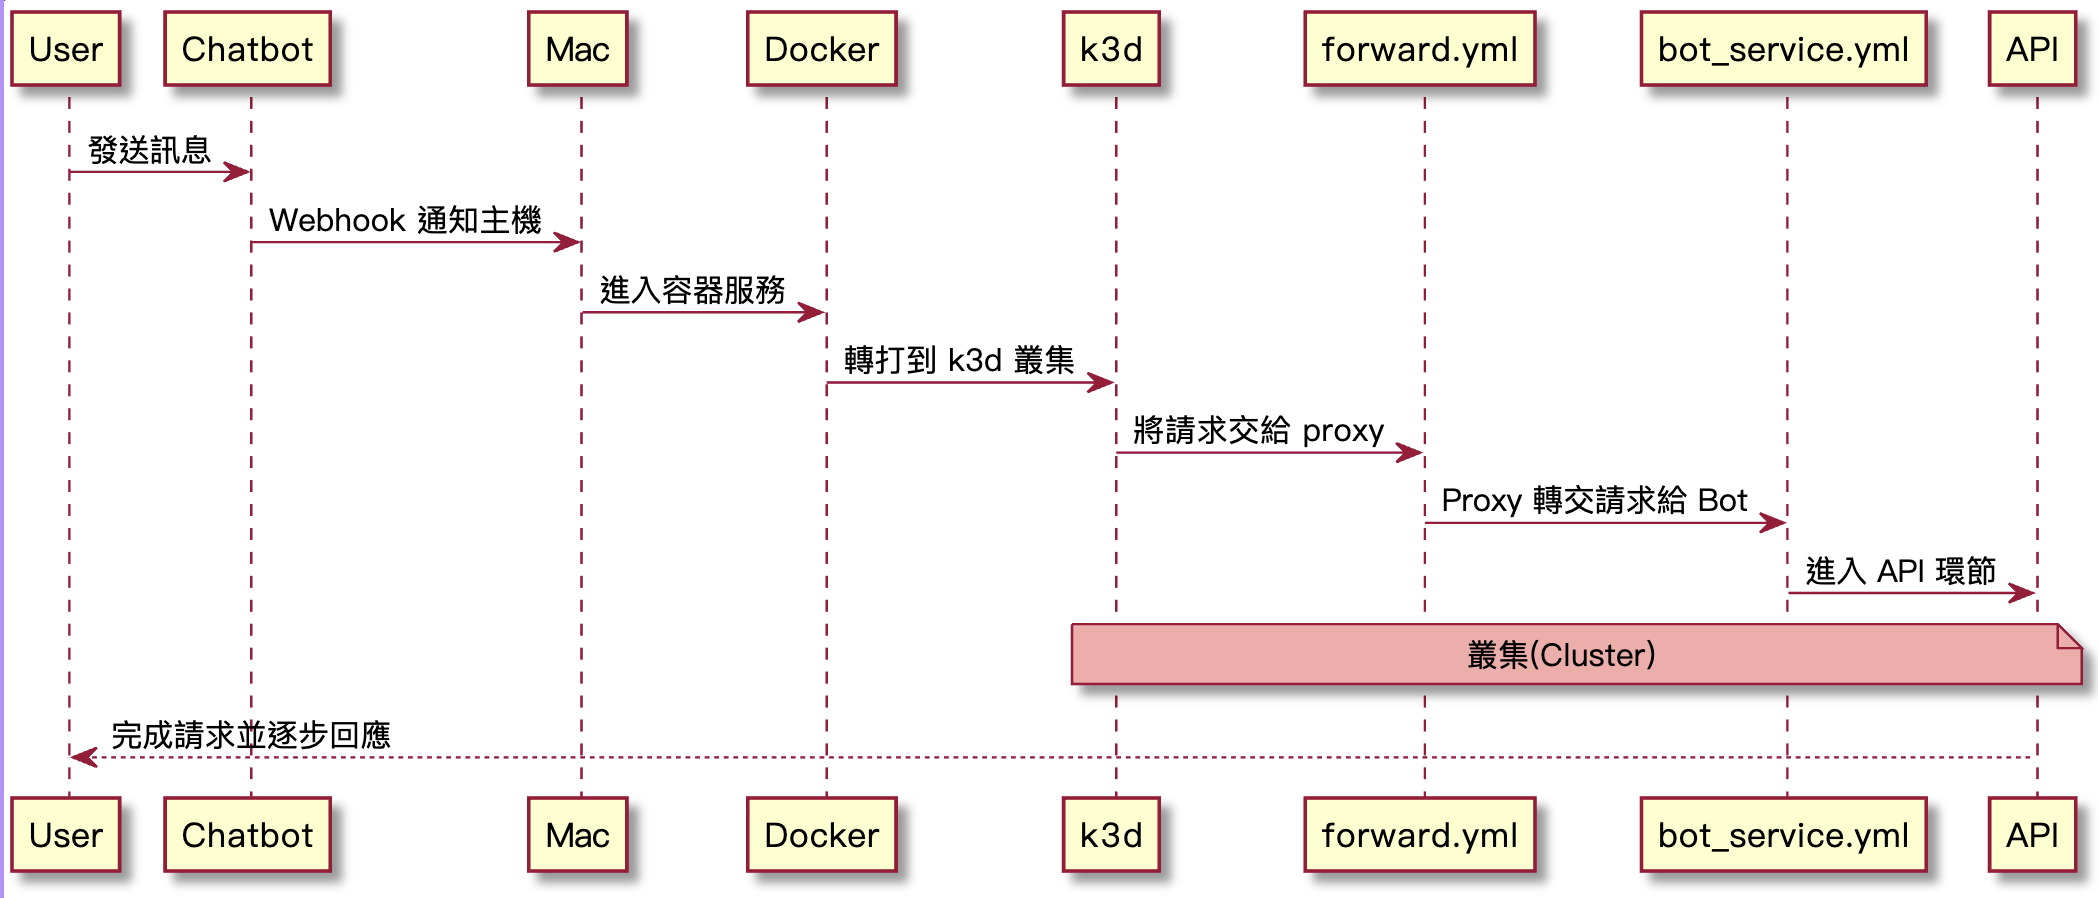 User
Chatbot
Mac
Docker
k3d
forward.yml
bot_service.yml
API
發送訊息
Webhook 通知主機
進入容器服務
轉打到 k3d 叢集
將請求交給 proxy
Proxy 轉交請求給 Bot
進入 API 環節
叢集(Cluster)
完成請求並逐步回應
User
Chatbot
Mac
Docker
k3d
forward.yml
bot_service.yml
API